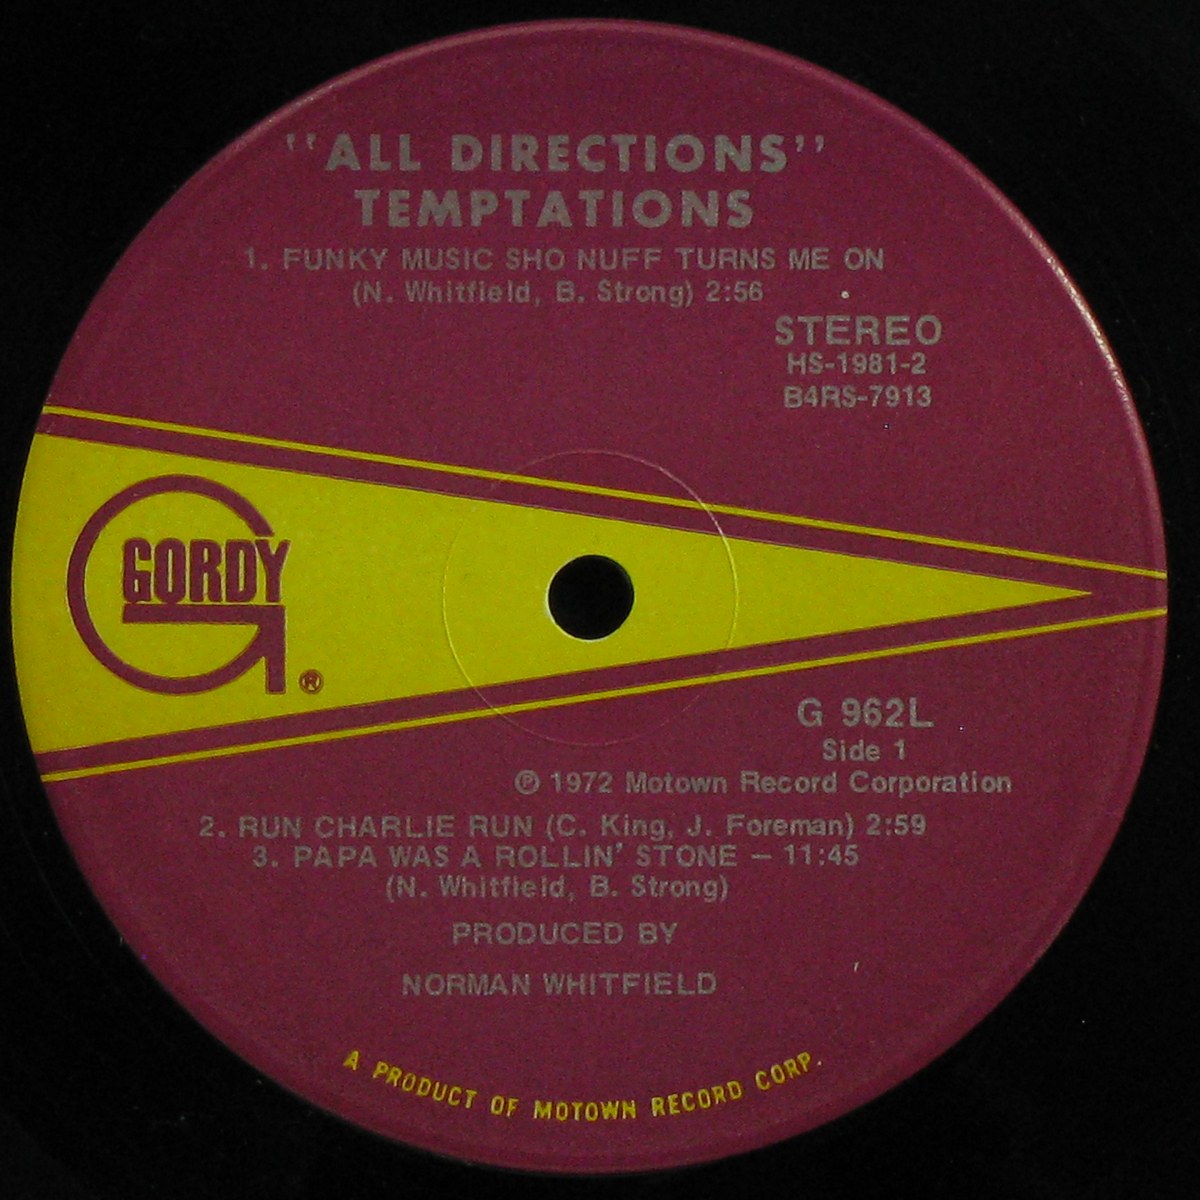 "ALL DIRECTIONS"
TEMPTATIONS
1. FUNKY MUSIC SHO NUFF TURNS ME ON
(N. Whitfield, B. Strong) 2:56
STEREO
HS-1981-2
B4RS-7913
GORDY
®
G 962L
Side 1
℗ 1972 Motown Record Corporation
2. RUN CHARLIE RUN (C. King, J. Foreman) 2:59
3. PAPA WAS A ROLLIN' STONE — 11:45
(N. Whitfield, B. Strong)
PRODUCED BY
NORMAN WHITFIELD
A PRODUCT OF MOTOWN RECORD CORP.